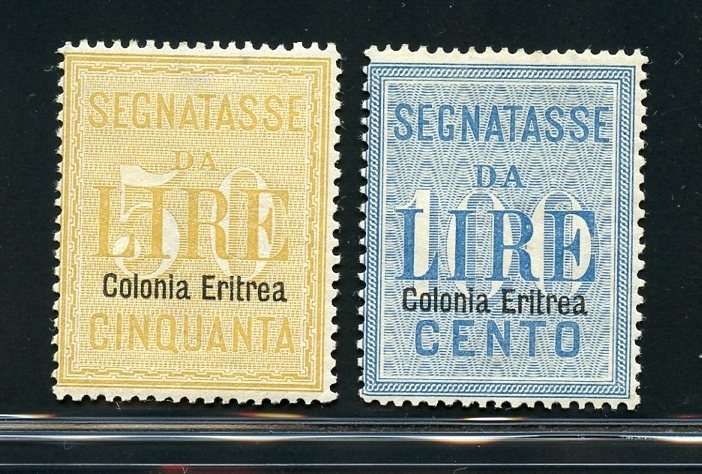 SEGNATASSE
DA
50
LIRE
Colonia Eritrea
CINQUANTA
SEGNATASSE
DA
100
LIRE
Colonia Eritrea
CENTO